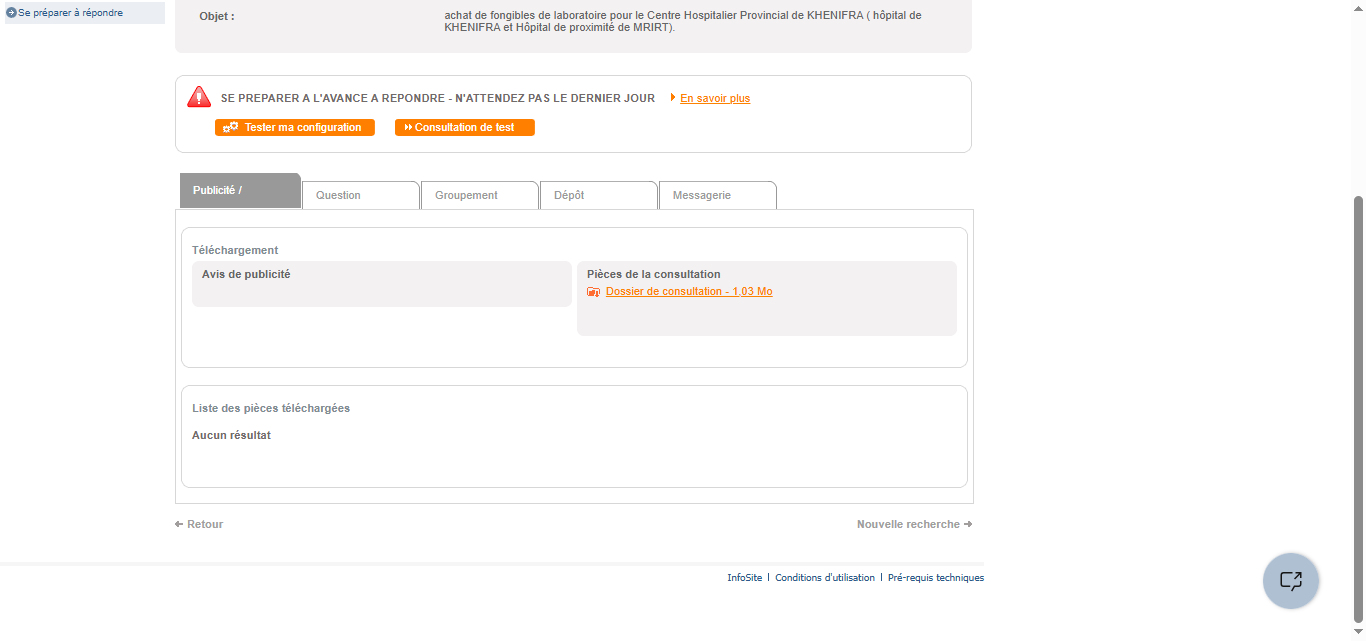 Se préparer à répondre
Objet :
achat de fongibles de laboratoire pour le Centre Hospitalier Provincial de KHENIFRA ( hôpital de
KHENIFRA et Hôpital de proximité de MRIRT).
SE PREPARER A L'AVANCE A REPONDRE - N'ATTENDEZ PAS LE DERNIER JOUR
En savoir plus
Tester ma configuration
Consultation de test
Publicité /
Question
Groupement
Dépôt
Messagerie
Téléchargement
Avis de publicité
Pièces de la consultation
Dossier de consultation - 1,03 Mo
Liste des pièces téléchargées
Aucun résultat
Retour
Nouvelle recherche
InfoSite | Conditions d'utilisation | Pré-requis techniques